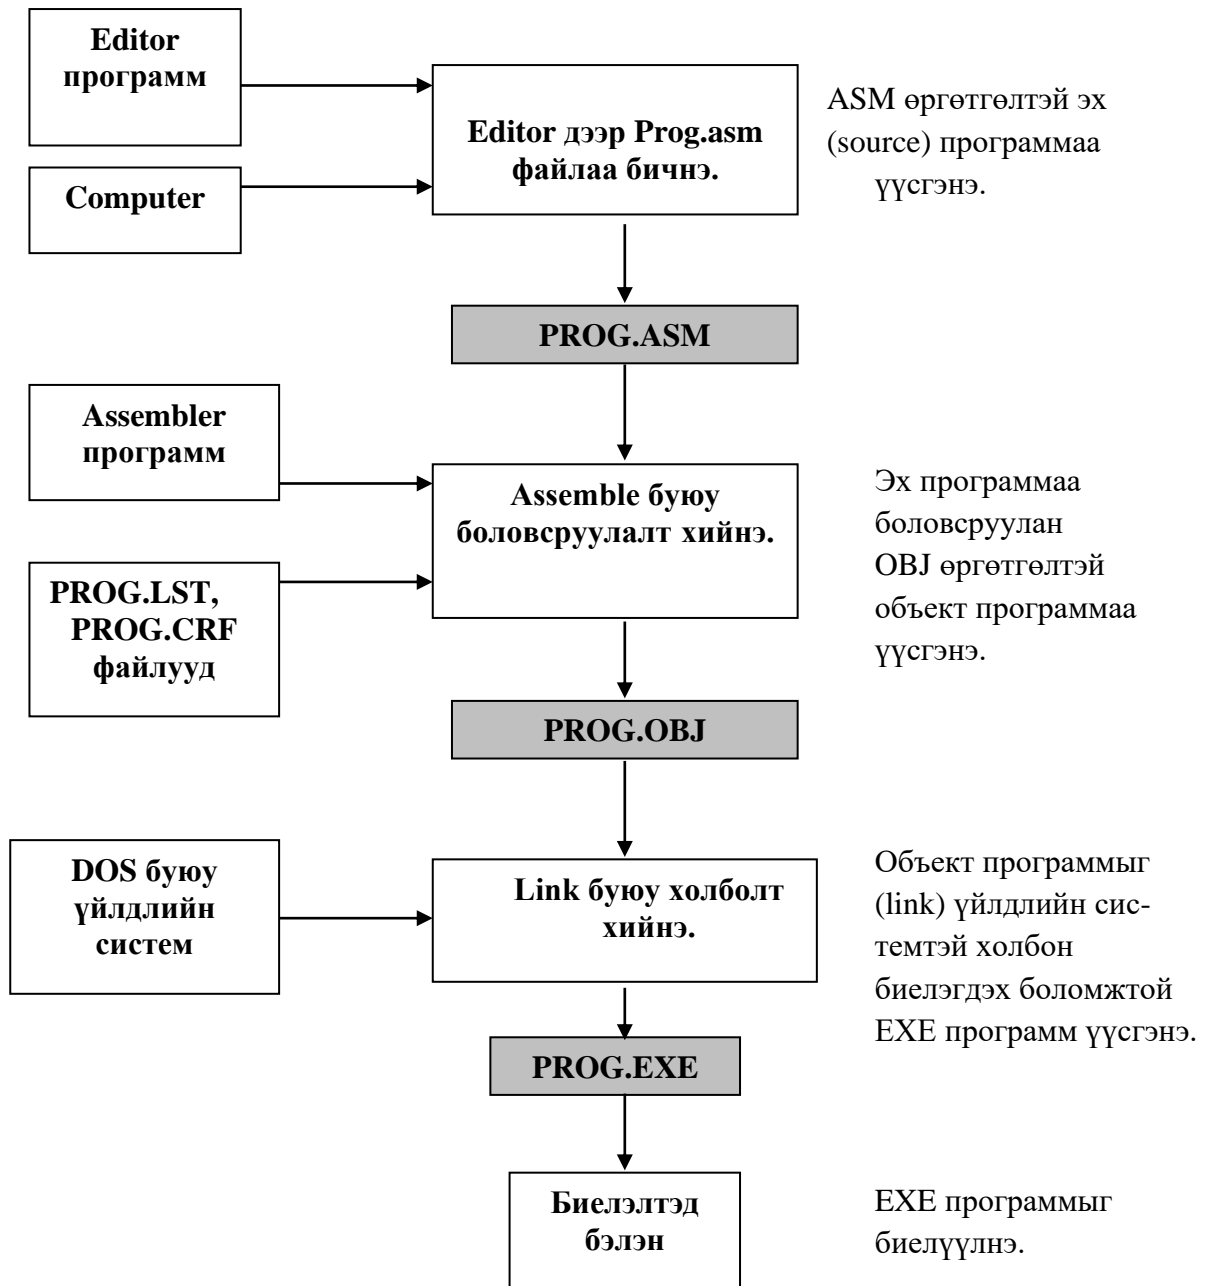 Editor
программ
Computer
Editor дээр Prog.asm
файлаа бичнэ.
ASM өргөтгөлтэй эх
(source) программаа
үүсгэнэ.
PROG.ASM
Assembler
программ
PROG.LST,
PROG.CRF
файлууд
Assemble буюу
боловсруулалт хийнэ.
Эх программаа
боловсруулан
OBJ өргөтгөлтэй
объект программаа
үүсгэнэ.
PROG.OBJ
DOS буюу
үйлдлийн
систем
Link буюу холболт
хийнэ.
Объект программыг
(link) үйлдлийн сис-
темтэй холбон
биелэгдэх боломжтой
EXE программ үүсгэнэ.
PROG.EXE
Биелэлтэд
бэлэн
EXE программыг
биелүүлнэ.